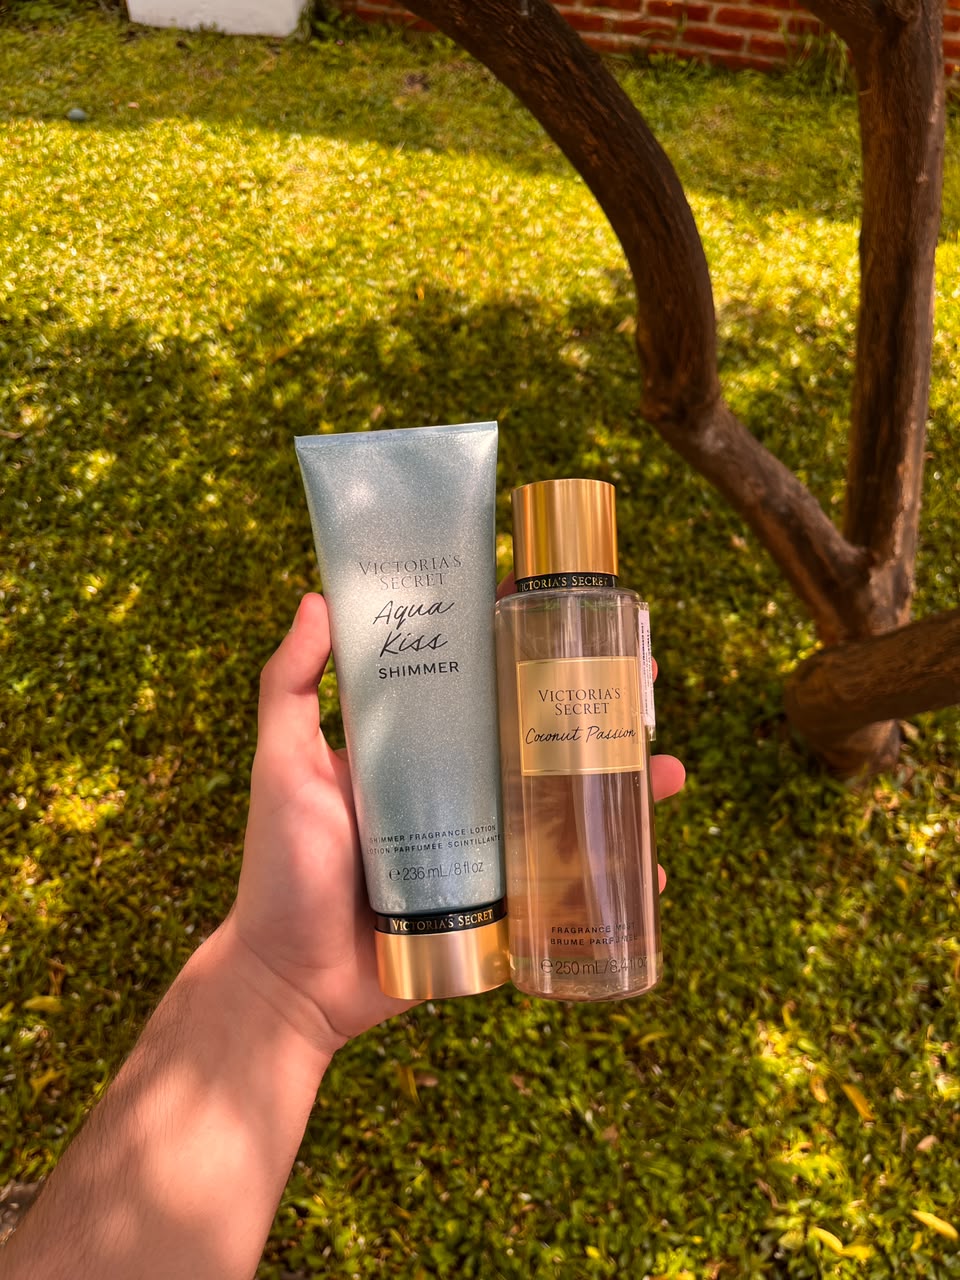 VICTORIA'S
SECRET
Aqua
Kiss
SHIMMER
SHIMMER FRAGRANCE LOTION
LOTION PARFUMÉE SCINTILLANTE
℮ 236 mL/8 fl oz
VICTORIA'S SECRET
VICTORIA'S SECRET
VICTORIA'S
SECRET
Coconut Passion
FRAGRANCE MIST
BRUME PARFUMÉE
℮ 250 mL/8.4 fl oz